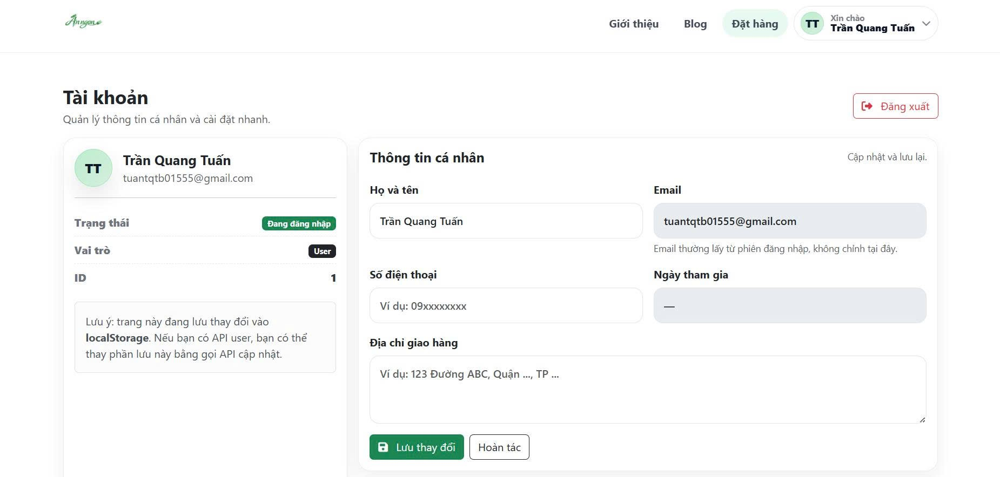 Ăn ngon
Giới thiệu
Blog
Đặt hàng
TT
Xin chào
Trần Quang Tuấn
Tài khoản
Quản lý thông tin cá nhân và cài đặt nhanh.
Đăng xuất
TT
Trần Quang Tuấn
tuantqtb01555@gmail.com
Trạng thái
Đang đăng nhập
Vai trò
User
ID
1
Lưu ý: trang này đang lưu thay đổi vào
localStorage. Nếu bạn có API user, bạn có thể
thay phần lưu này bằng gọi API cập nhật.
Thông tin cá nhân
Cập nhật và lưu lại.
Họ và tên
Trần Quang Tuấn
Email
tuantqtb01555@gmail.com
Email thường lấy từ phiên đăng nhập, không chỉnh tại đây.
Số điện thoại
Ví dụ: 09xxxxxxxx
Ngày tham gia
—
Địa chỉ giao hàng
Ví dụ: 123 Đường ABC, Quận ..., TP ...
Lưu thay đổi
Hoàn tác